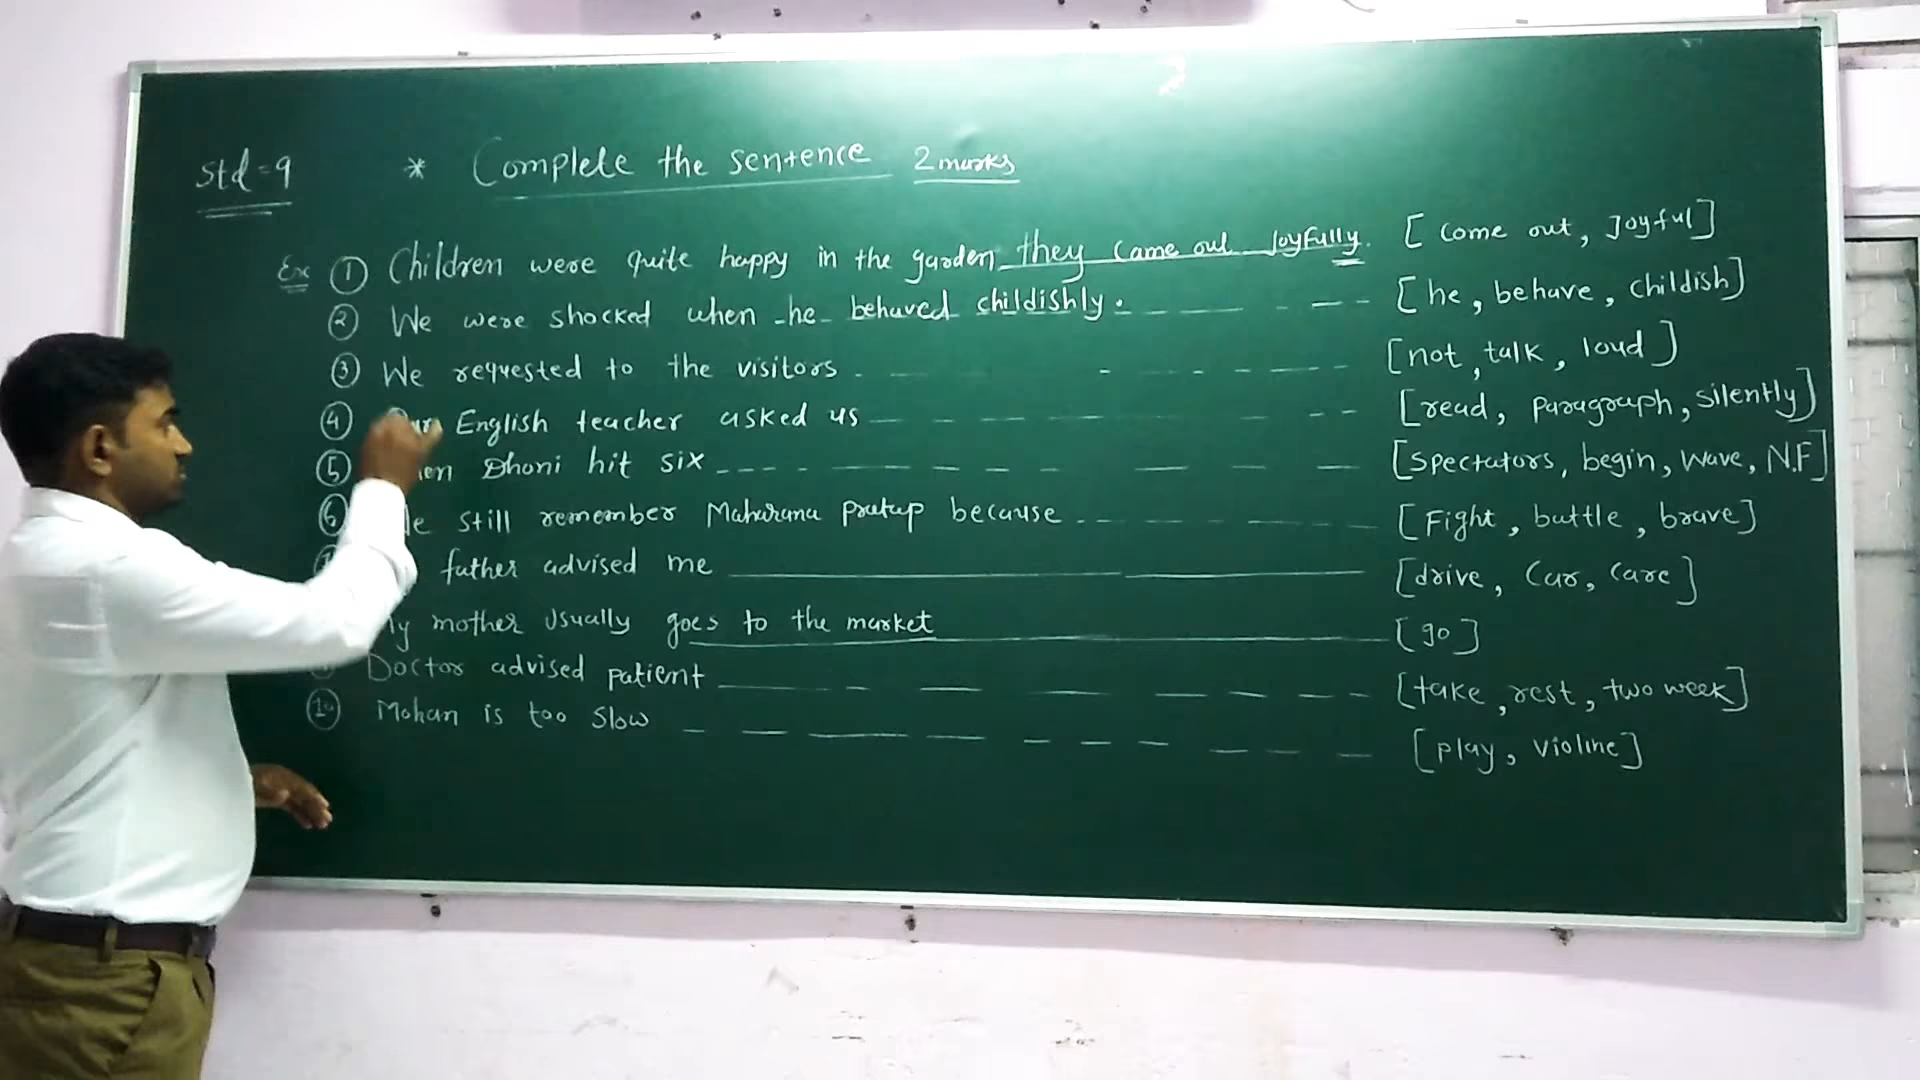 Std = 9 * Complete the sentence 2 marks
Ex ① Children were quite happy in the garden they came out Joyfully. [come out, Joyful]
② We were shocked when he behaved childishly. [he, behave, childish]
③ We requested to the visitors [not, talk, loud]
④ Our English teacher asked us [read, paragraph, silently]
⑤ Dhoni hit six [spectators, begin, wave, N.F]
⑥ still remember Maharana pratap because [Fight, battle, brave]
father advised me [drive, Car, Care]
My mother Usually goes to the market [go]
Doctor advised patient [take, rest, two week]
⑩ Mohan is too Slow [play, violine]